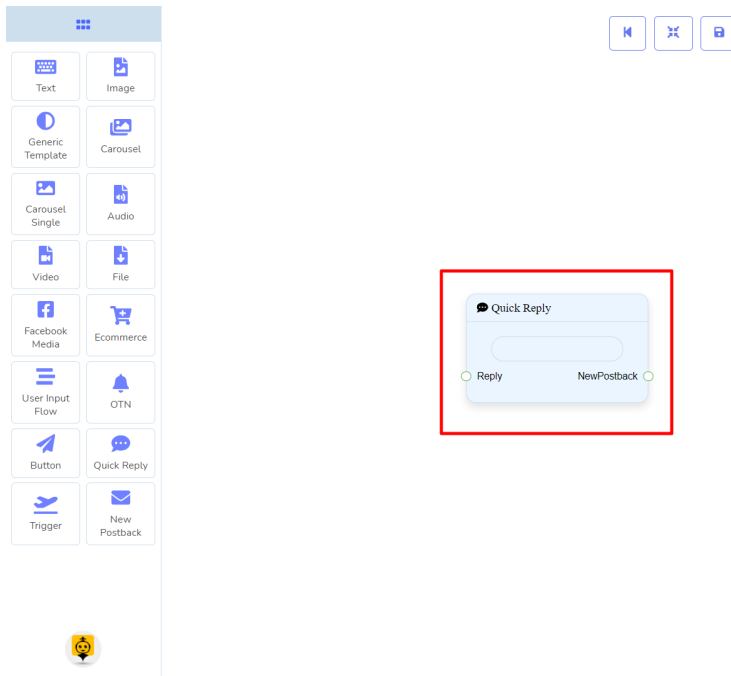 Text
Image
Generic
Template
Carousel
Carousel
Single
Audio
Video
File
Facebook
Media
Ecommerce
User Input
Flow
OTN
Button
Quick Reply
Trigger
New
Postback
Quick Reply
Reply
NewPostback